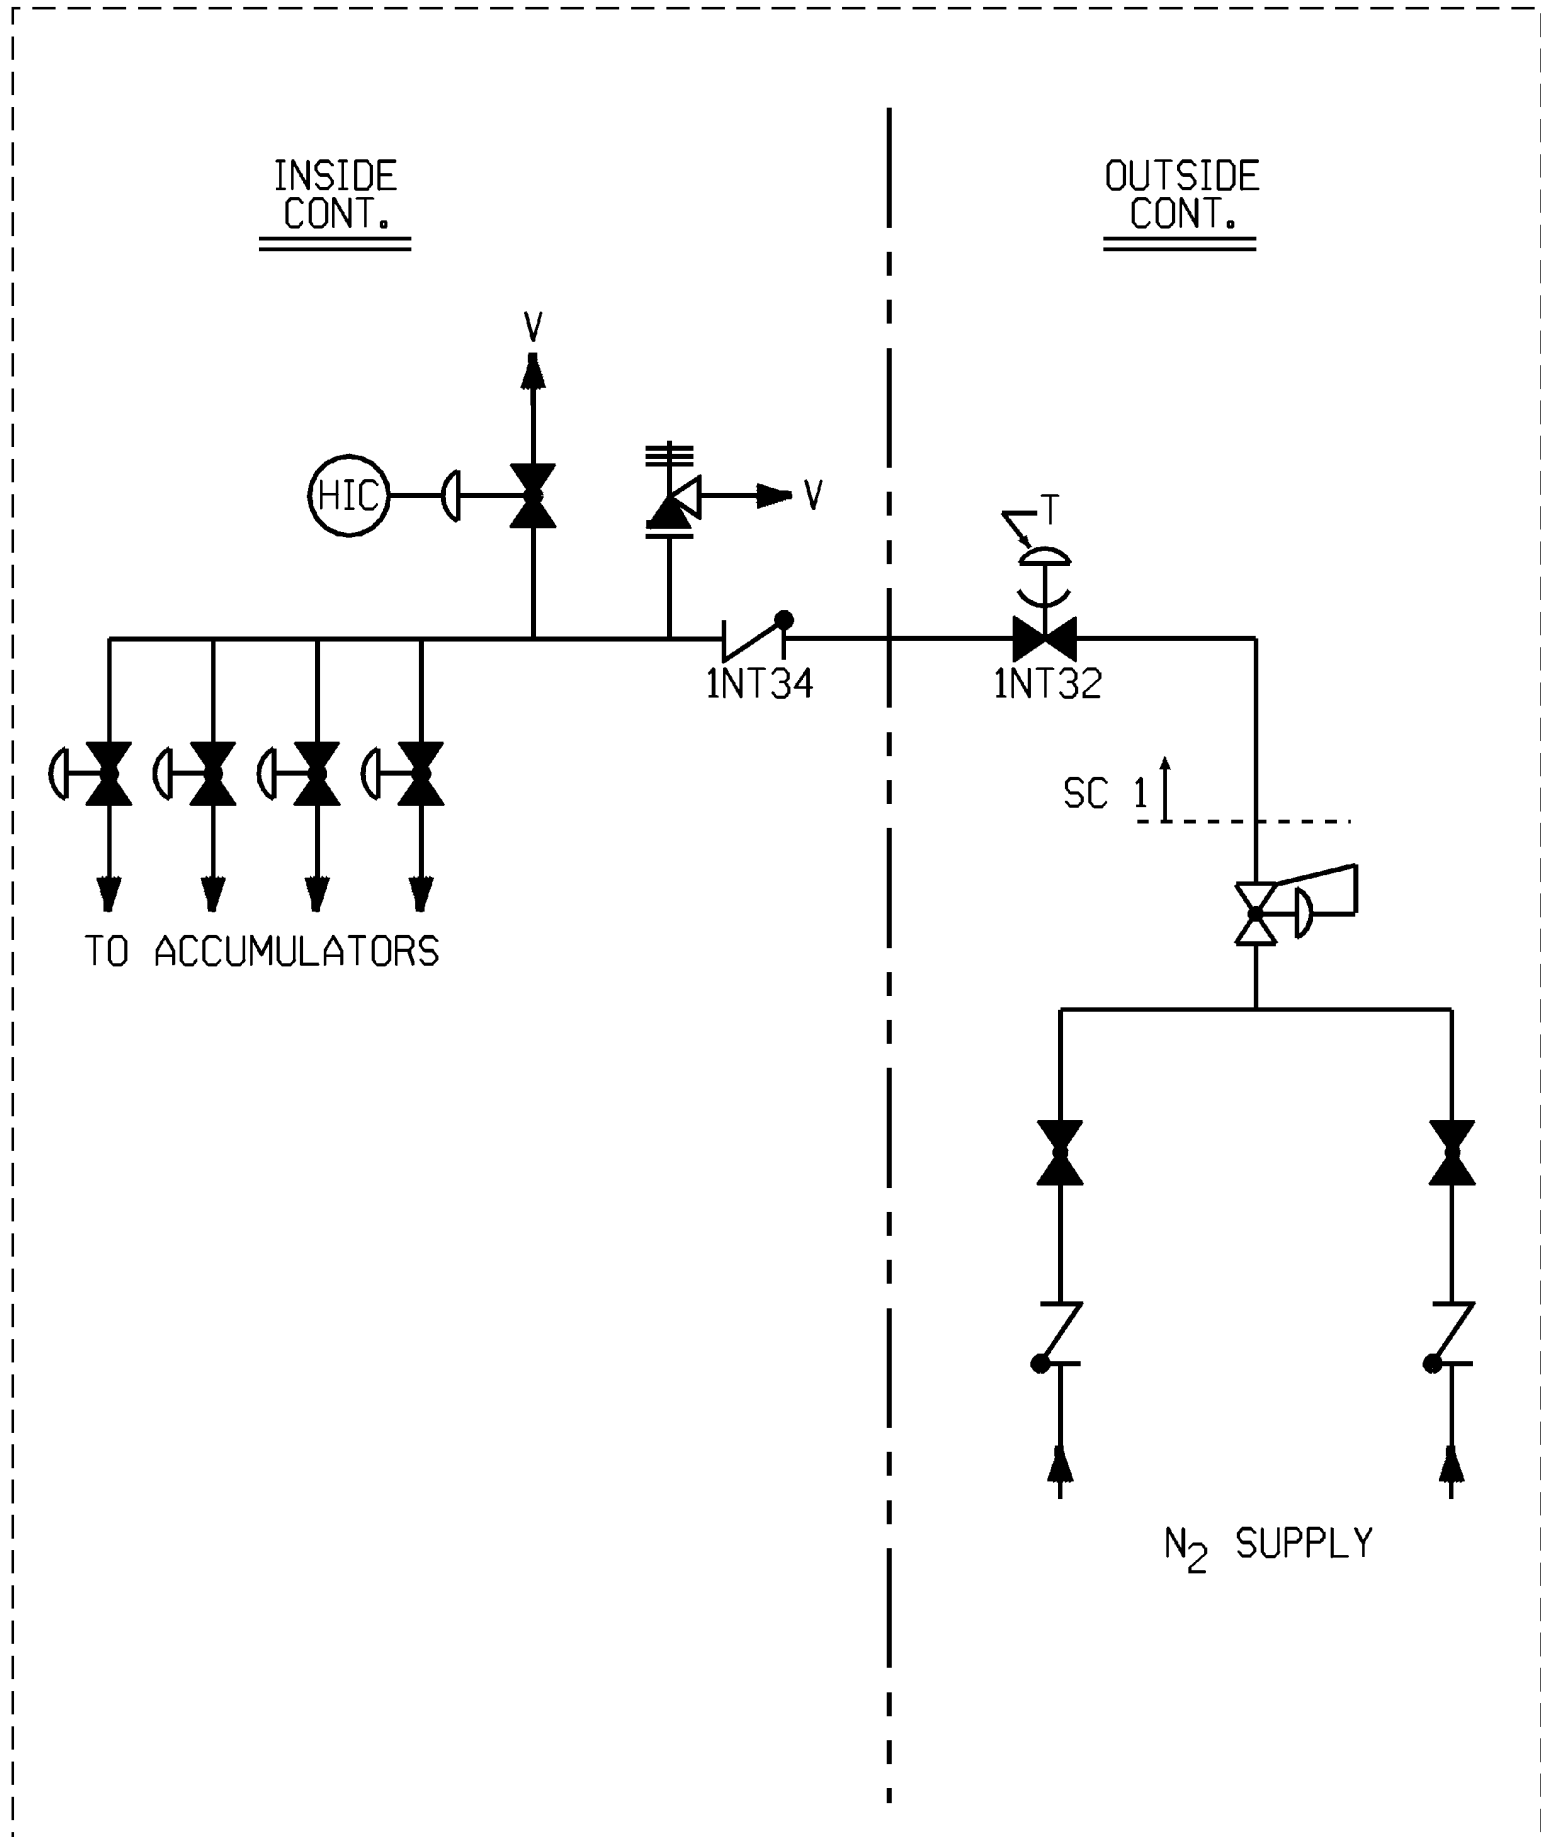 INSIDE
CONT.
OUTSIDE
CONT.
V
HIC
V
T
1NT34
1NT32
SC 1
TO ACCUMULATORS
N₂ SUPPLY